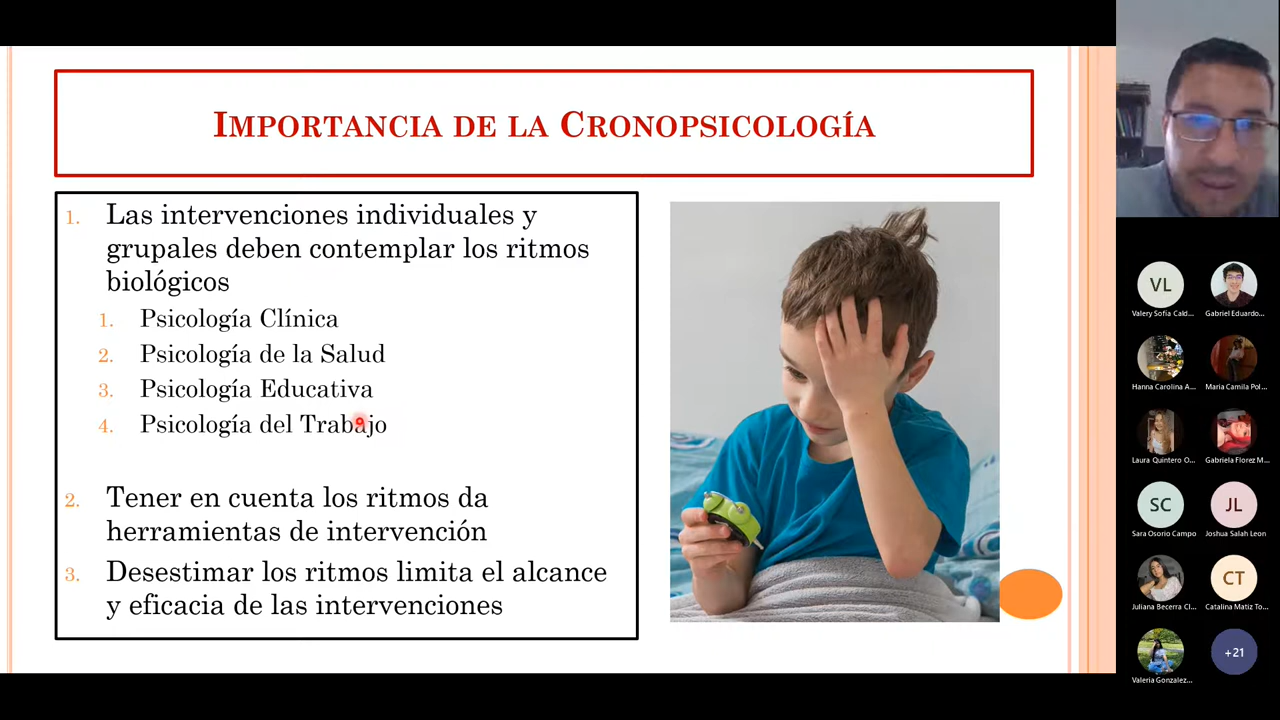 IMPORTANCIA DE LA CRONOPSICOLOGÍA
1. Las intervenciones individuales y
grupales deben contemplar los ritmos
biológicos
1. Psicología Clínica
2. Psicología de la Salud
3. Psicología Educativa
4. Psicología del Trabajo
2. Tener en cuenta los ritmos da
herramientas de intervención
3. Desestimar los ritmos limita el alcance
y eficacia de las intervenciones
VL
Valery Sofía Cald...
Gabriel Eduardo...
Hanna Carolina A...
Maria Camila Pol...
Laura Quintero O...
Gabriela Florez M...
SC
JL
Sara Osorio Campo
Joshua Salah Leon
CT
Juliana Becerra Cl...
Catalina Matiz To...
+21
Valeria Gonzalez...